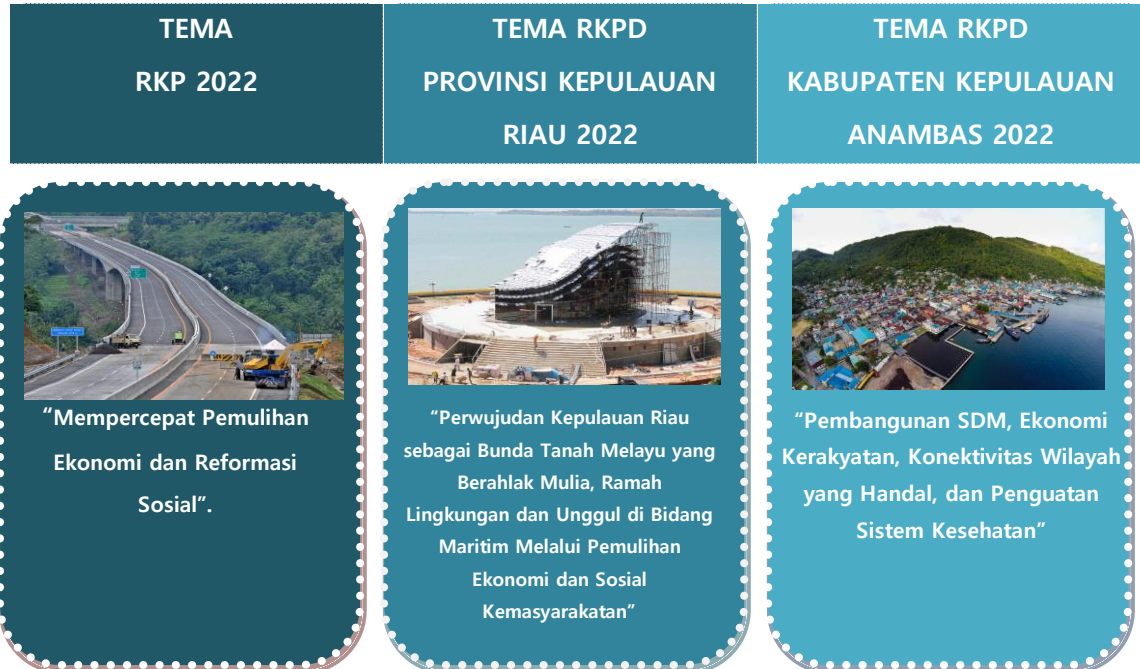 TEMA
RKP 2022
TEMA RKPD
PROVINSI KEPULAUAN
RIAU 2022
TEMA RKPD
KABUPATEN KEPULAUAN
ANAMBAS 2022
“Mempercepat Pemulihan
Ekonomi dan Reformasi
Sosial”.
“Perwujudan Kepulauan Riau
sebagai Bunda Tanah Melayu yang
Berahlak Mulia, Ramah
Lingkungan dan Unggul di Bidang
Maritim Melalui Pemulihan
Ekonomi dan Sosial
Kemasyarakatan”
“Pembangunan SDM, Ekonomi
Kerakyatan, Konektivitas Wilayah
yang Handal, dan Penguatan
Sistem Kesehatan”